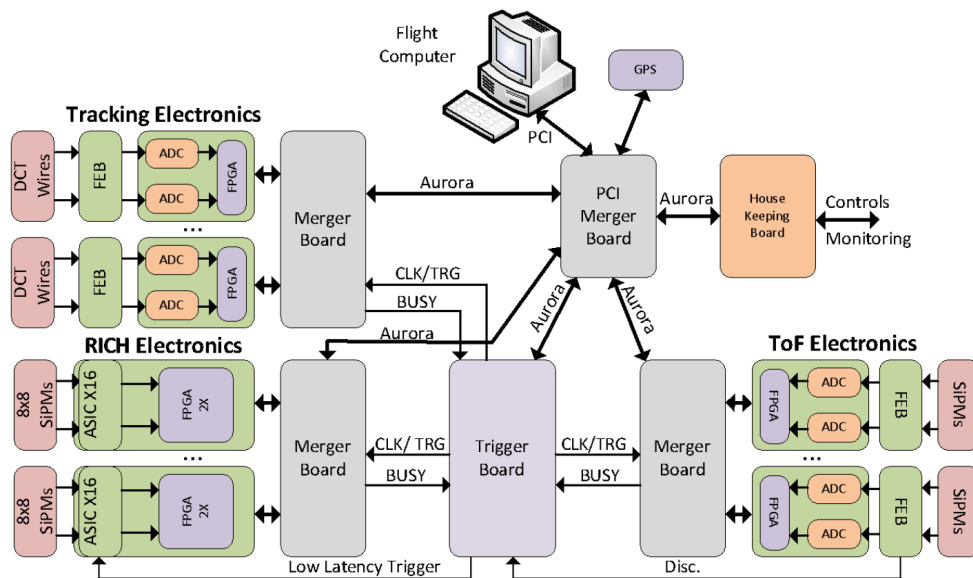 Flight
Computer
GPS
PCI
Tracking Electronics
DCT
Wires
FEB
ADC
ADC
FPGA
...
DCT
Wires
FEB
ADC
ADC
FPGA
Merger
Board
Aurora
PCI
Merger
Board
Aurora
House
Keeping
Board
Controls
Monitoring
CLK/TRG
BUSY
Aurora
Aurora
Aurora
RICH Electronics
8x8
SiPMs
ASIC X16
FPGA
2X
...
8x8
SiPMs
ASIC X16
FPGA
2X
Merger
Board
CLK/ TRG
BUSY
Trigger
Board
CLK/TRG
BUSY
Merger
Board
ToF Electronics
FPGA
ADC
ADC
FEB
SiPMs
...
FPGA
ADC
ADC
FEB
SiPMs
Low Latency Trigger
Disc.